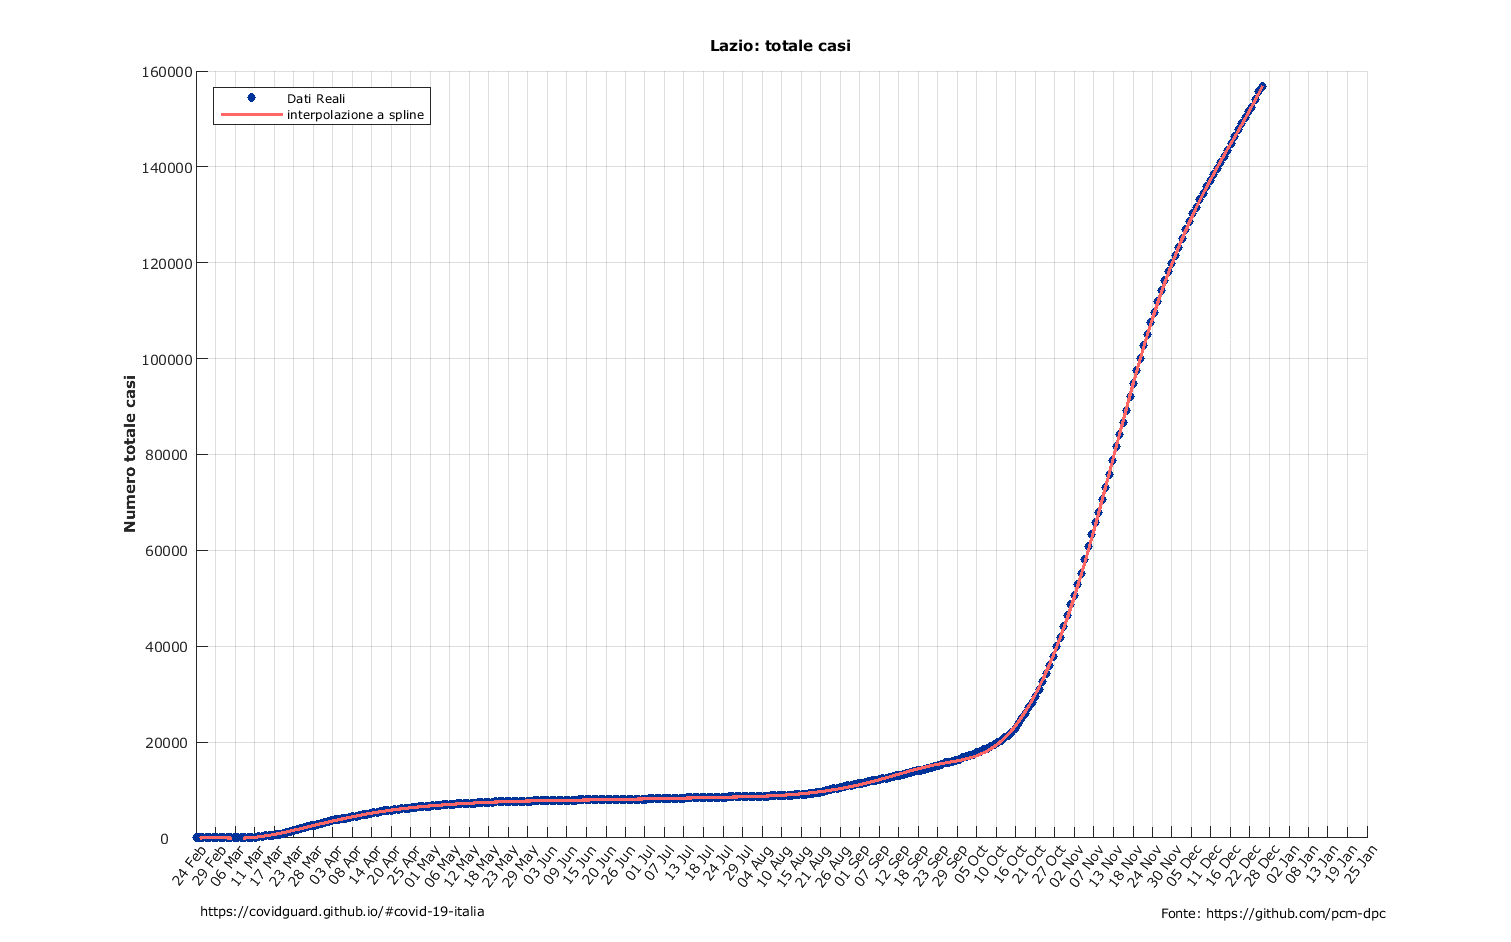 Lazio: totale casi
Dati Reali
interpolazione a spline
Numero totale casi
160000
140000
120000
100000
80000
60000
40000
20000
0
24 Feb
29 Feb
06 Mar
11 Mar
17 Mar
23 Mar
28 Mar
03 Apr
08 Apr
14 Apr
20 Apr
25 Apr
01 May
06 May
12 May
18 May
23 May
29 May
03 Jun
09 Jun
15 Jun
20 Jun
26 Jun
01 Jul
07 Jul
13 Jul
18 Jul
24 Jul
29 Jul
04 Aug
10 Aug
15 Aug
21 Aug
26 Aug
01 Sep
07 Sep
12 Sep
18 Sep
23 Sep
29 Sep
05 Oct
10 Oct
16 Oct
21 Oct
27 Oct
02 Nov
07 Nov
13 Nov
18 Nov
24 Nov
30 Nov
05 Dec
11 Dec
16 Dec
22 Dec
28 Dec
02 Jan
08 Jan
13 Jan
19 Jan
25 Jan
https://covidguard.github.io/#covid-19-italia
Fonte: https://github.com/pcm-dpc